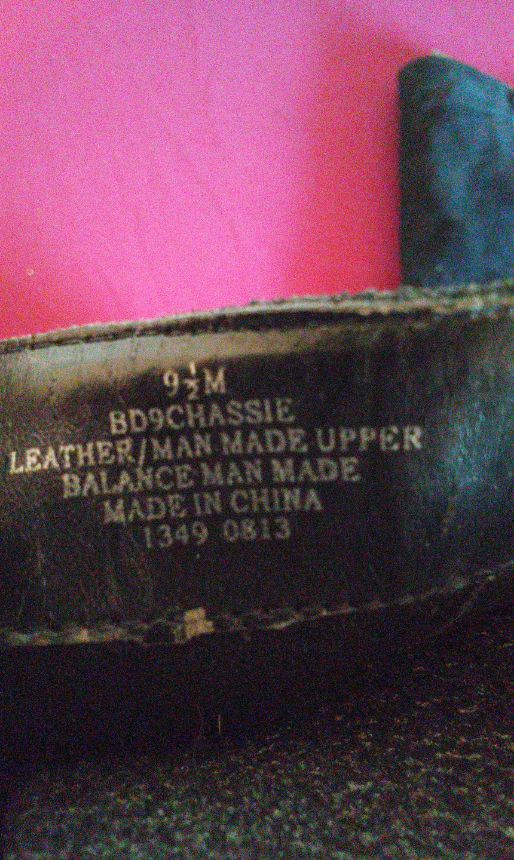 9½M
BD9CHASSIE
LEATHER/MAN MADE UPPER
BALANCE MAN MADE
MADE IN CHINA
1349 0813